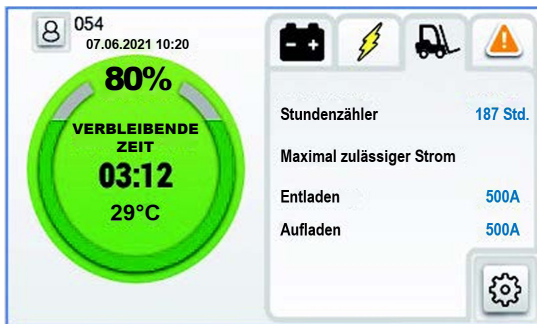 054
07.06.2021 10:20
80%
VERBLEIBENDE
ZEIT
03:12
29°C
Stundenzähler 187 Std.
Maximal zulässiger Strom
Entladen 500A
Aufladen 500A